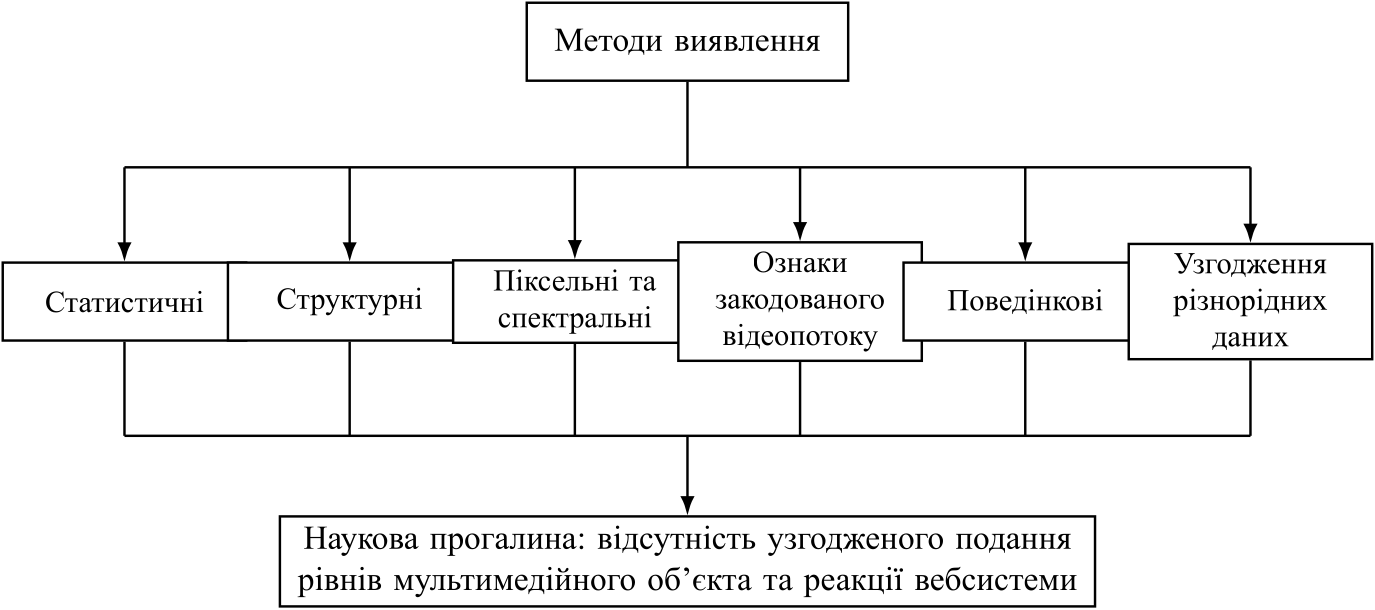 Методи виявлення
Статистичні
Структурні
Піксельні та
спектральні
Ознаки
закодованого
відеопотоку
Поведінкові
Узгодження
різнорідних
даних
Наукова прогалина: відсутність узгодженого подання
рівнів мультимедійного об’єкта та реакції вебсистеми